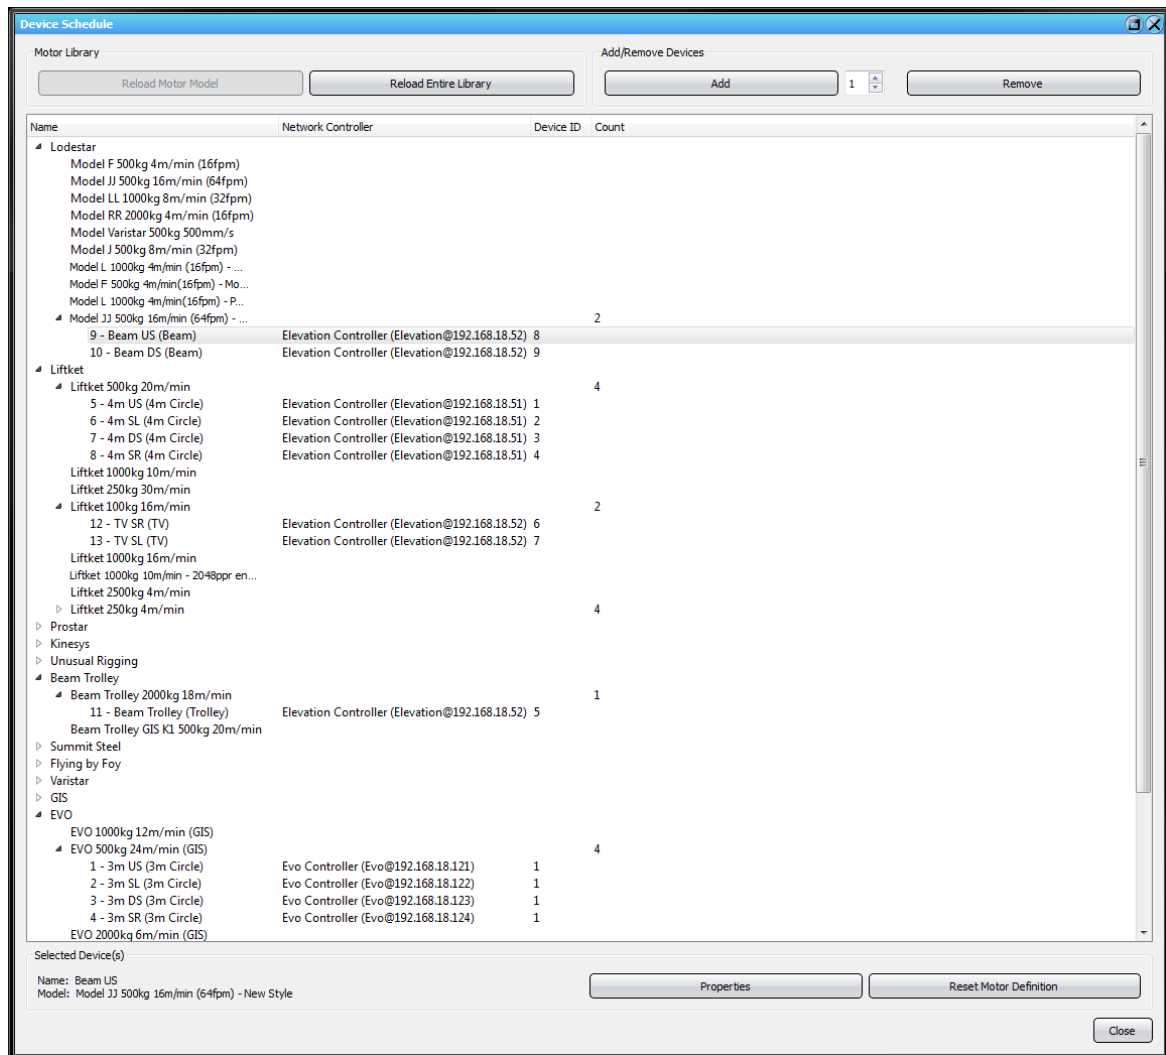 Device Schedule
Motor Library
Add/Remove Devices
Reload Motor Model
Reload Entire Library
Add
1
Remove
Name Network Controller Device ID Count
Lodestar
Model F 500kg 4m/min (16fpm)
Model JJ 500kg 16m/min (64fpm)
Model LL 1000kg 8m/min (32fpm)
Model RR 2000kg 4m/min (16fpm)
Model Varistar 500kg 500mm/s
Model J 500kg 8m/min (32fpm)
Model L 1000kg 4m/min (16fpm) - ...
Model F 500kg 4m/min(16fpm) - Mo...
Model L 1000kg 4m/min(16fpm) - P...
Model JJ 500kg 16m/min (64fpm) - ... 2
9 - Beam US (Beam) Elevation Controller (Elevation@192.168.18.52) 8
10 - Beam DS (Beam) Elevation Controller (Elevation@192.168.18.52) 9
Liftket
Liftket 500kg 20m/min 4
5 - 4m US (4m Circle) Elevation Controller (Elevation@192.168.18.51) 1
6 - 4m SL (4m Circle) Elevation Controller (Elevation@192.168.18.51) 2
7 - 4m DS (4m Circle) Elevation Controller (Elevation@192.168.18.51) 3
8 - 4m SR (4m Circle) Elevation Controller (Elevation@192.168.18.51) 4
Liftket 1000kg 10m/min
Liftket 250kg 30m/min
Liftket 100kg 16m/min 2
12 - TV SR (TV) Elevation Controller (Elevation@192.168.18.52) 6
13 - TV SL (TV) Elevation Controller (Elevation@192.168.18.52) 7
Liftket 1000kg 16m/min
Liftket 1000kg 10m/min - 2048ppr en...
Liftket 2500kg 4m/min
Liftket 250kg 4m/min 4
Prostar
Kinesys
Unusual Rigging
Beam Trolley
Beam Trolley 2000kg 18m/min 1
11 - Beam Trolley (Trolley) Elevation Controller (Elevation@192.168.18.52) 5
Beam Trolley GIS K1 500kg 20m/min
Summit Steel
Flying by Foy
Varistar
GIS
EVO
EVO 1000kg 12m/min (GIS)
EVO 500kg 24m/min (GIS) 4
1 - 3m US (3m Circle) Evo Controller (Evo@192.168.18.121) 1
2 - 3m SL (3m Circle) Evo Controller (Evo@192.168.18.122) 1
3 - 3m DS (3m Circle) Evo Controller (Evo@192.168.18.123) 1
4 - 3m SR (3m Circle) Evo Controller (Evo@192.168.18.124) 1
EVO 2000kg 6m/min (GIS)
Selected Device(s)
Name: Beam US
Model: Model JJ 500kg 16m/min (64fpm) - New Style
Properties
Reset Motor Definition
Close